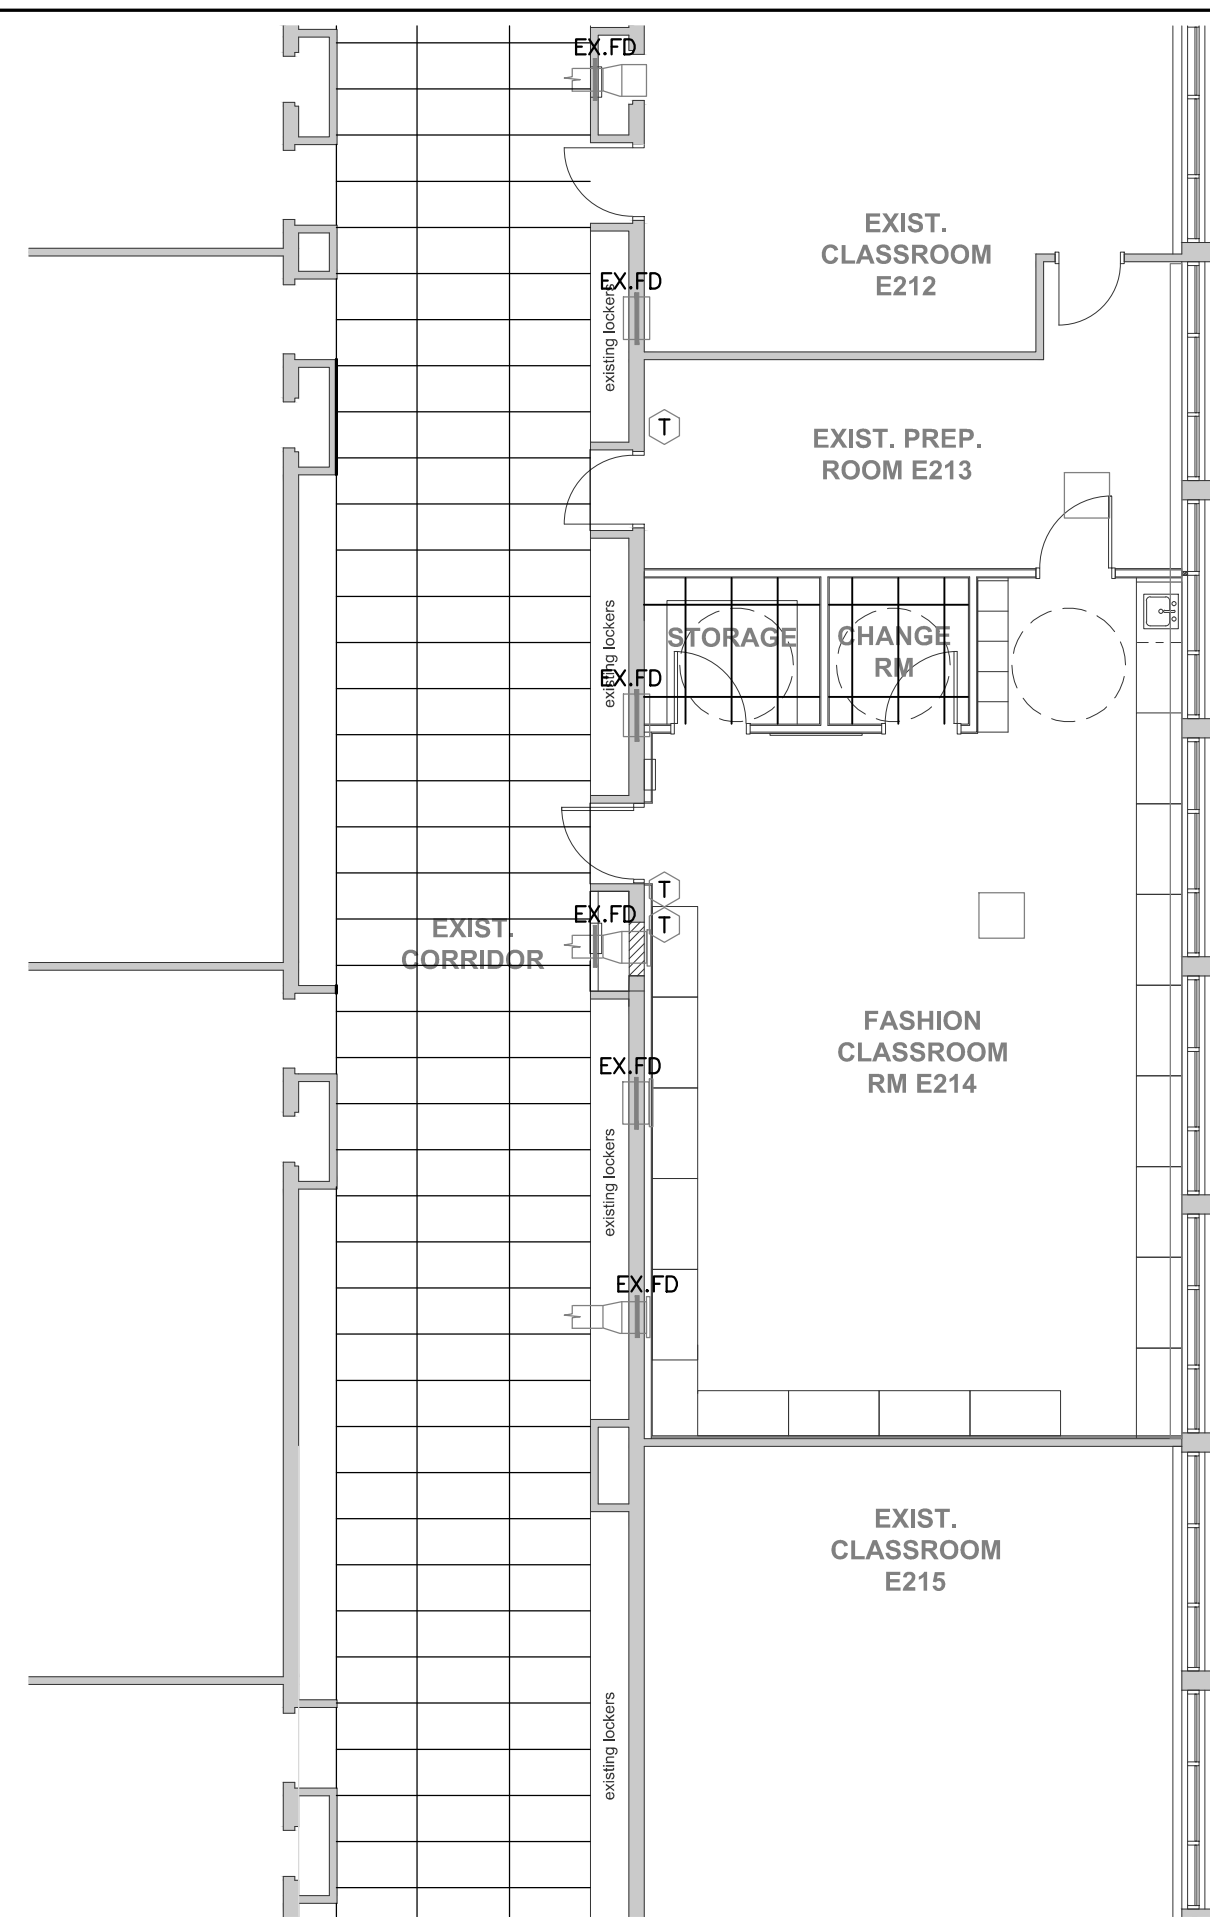 EX.FD
EXIST.
CLASSROOM
E212
EX.FD
existing lockers
T
EXIST. PREP.
ROOM E213
existing lockers
STORAGE
CHANGE
RM
EX.FD
T
EX.FD
T
EXIST.
CORRIDOR
FASHION
CLASSROOM
RM E214
EX.FD
existing lockers
EX.FD
EXIST.
CLASSROOM
E215
existing lockers